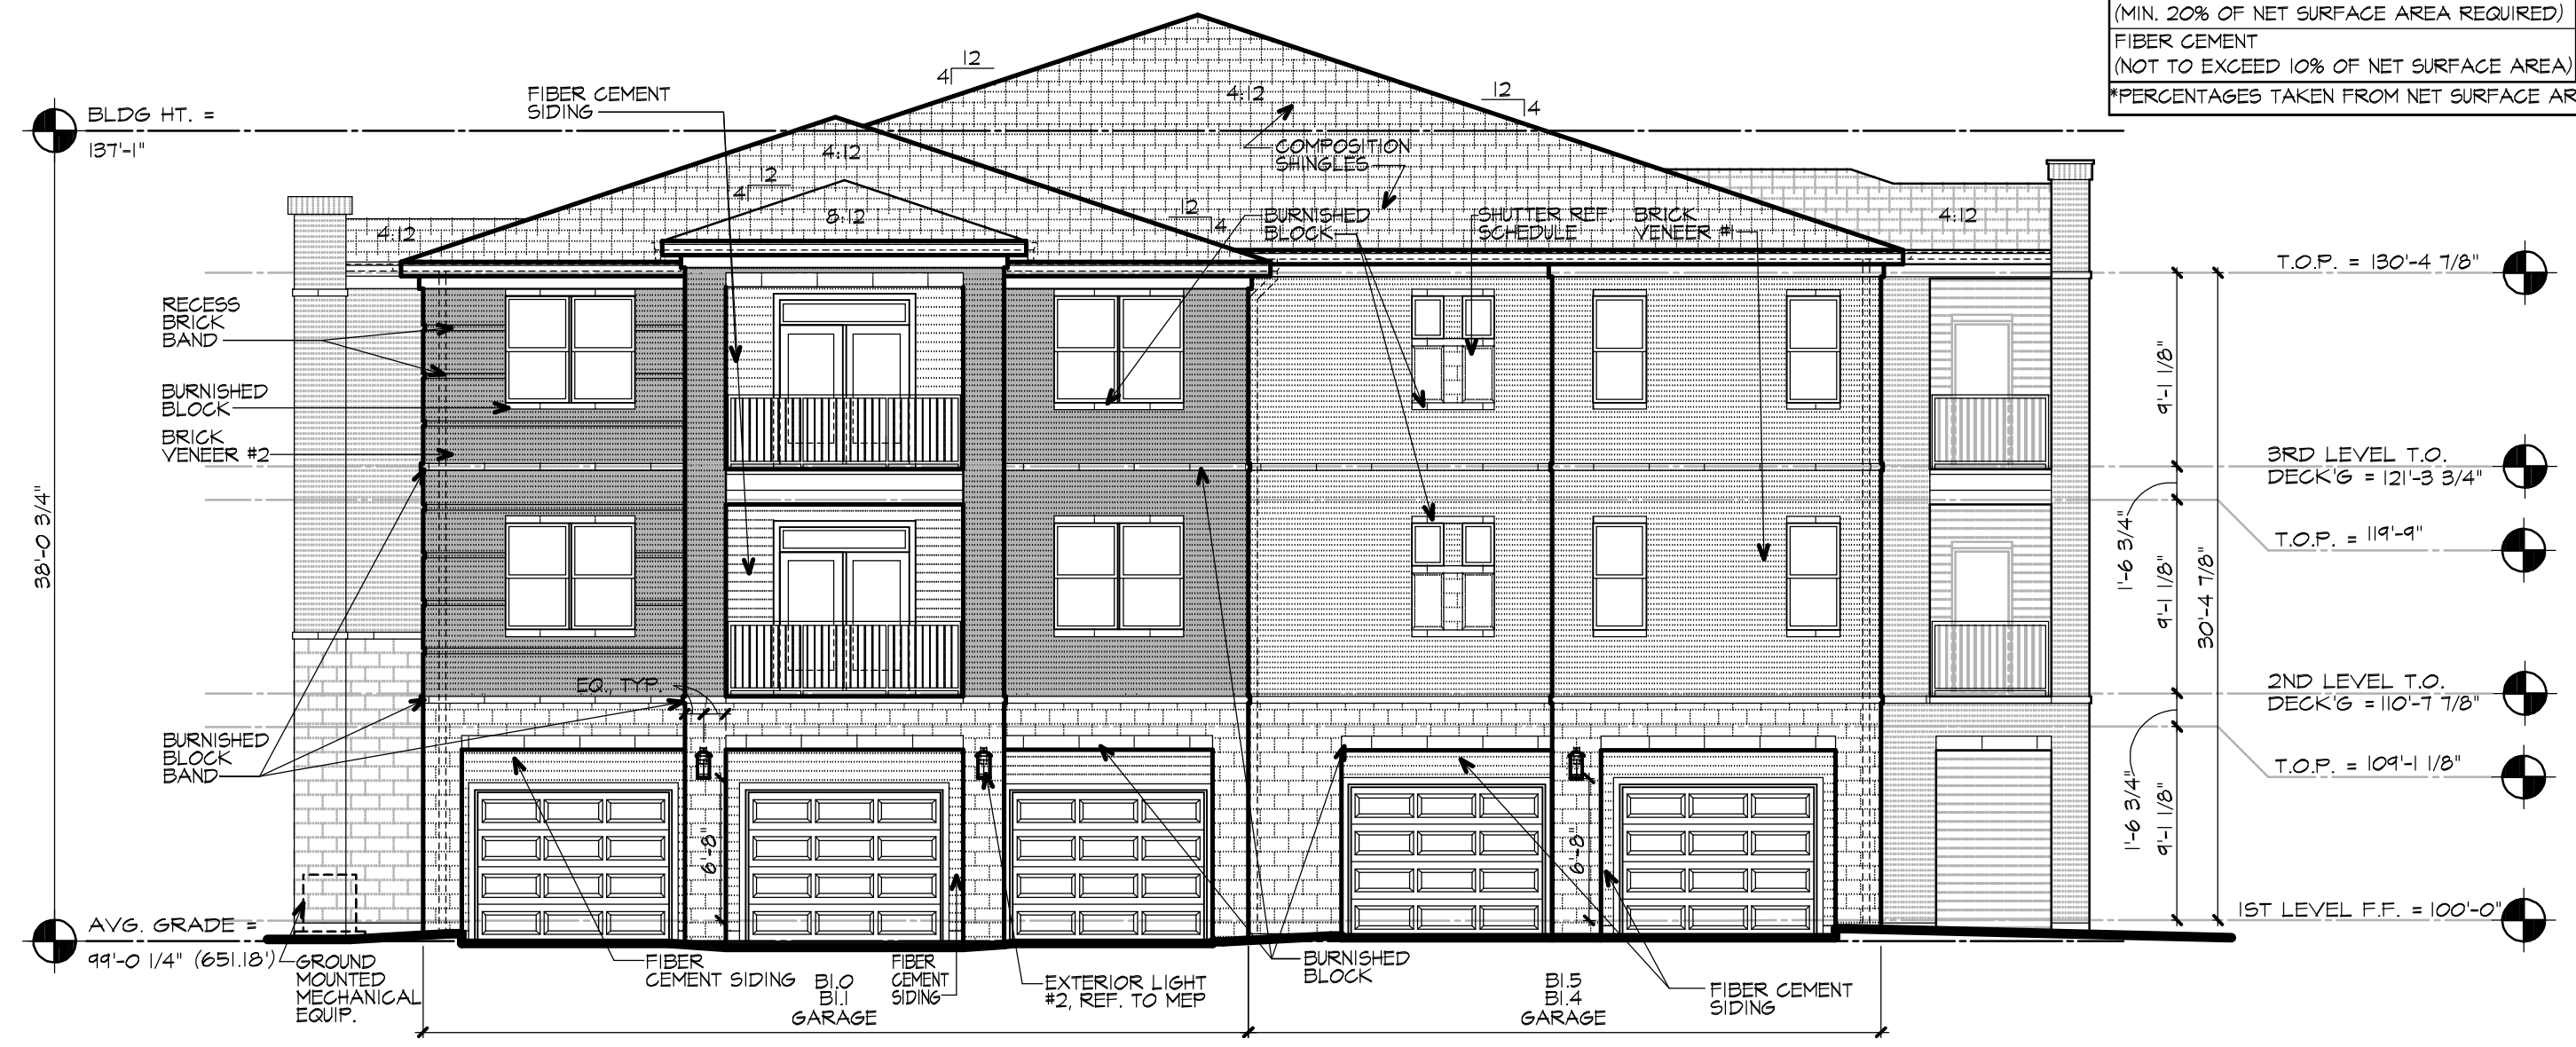 (MIN. 20% OF NET SURFACE AREA REQUIRED)
FIBER CEMENT
(NOT TO EXCEED 10% OF NET SURFACE AREA)
*PERCENTAGES TAKEN FROM NET SURFACE AR
BLDG HT. =
137'-1"
FIBER CEMENT
SIDING
12
4
4:12
12
4
COMPOSITION
SHINGLES
4:12
12
4
8:12
12
4
4:12
BURNISHED
BLOCK
SHUTTER REF.
SCHEDULE
BRICK
VENEER #1
4:12
T.O.P. = 130'-4 7/8"
RECESS
BRICK
BAND
BURNISHED
BLOCK
BRICK
VENEER #2
9'-1 1/8"
3RD LEVEL T.O.
DECK'G = 121'-3 3/4"
38'-0 3/4"
1'-6 3/4"
T.O.P. = 119'-9"
9'-1 1/8"
30'-4 7/8"
EQ., TYP.
2ND LEVEL T.O.
DECK'G = 110'-7 7/8"
BURNISHED
BLOCK
BAND
T.O.P. = 109'-1 1/8"
1'-6 3/4"
9'-1 1/8"
6'-8"
6'-8"
1ST LEVEL F.F. = 100'-0"
AVG. GRADE =
99'-0 1/4" (651.18')
GROUND
MOUNTED
MECHANICAL
EQUIP.
FIBER
CEMENT SIDING
B1.0
B1.1
GARAGE
FIBER
CEMENT
SIDING
EXTERIOR LIGHT
#2, REF. TO MEP
BURNISHED
BLOCK
B1.5
B1.4
GARAGE
FIBER CEMENT
SIDING